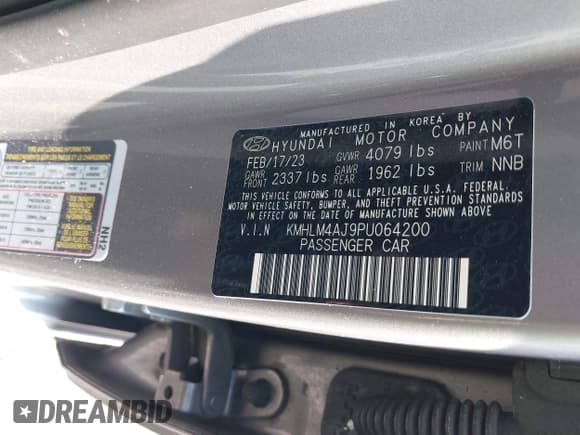 MANUFACTURED IN KOREA BY
HYUNDAI MOTOR COMPANY
FEB/17/23 GVWR 4079 lbs PAINT M6T
GAWR FRONT 2337 lbs GAWR REAR 1962 lbs TRIM NNB
THIS VEHICLE CONFORMS TO ALL APPLICABLE U.S.A. FEDERAL
MOTOR VEHICLE SAFETY, BUMPER, AND THEFT PREVENTION STANDARDS
IN EFFECT ON THE DATE OF MANUFACTURE SHOWN ABOVE.
V.I.N KMHLM4AJ9PU064200
PASSENGER CAR
NH2
DREAMBID